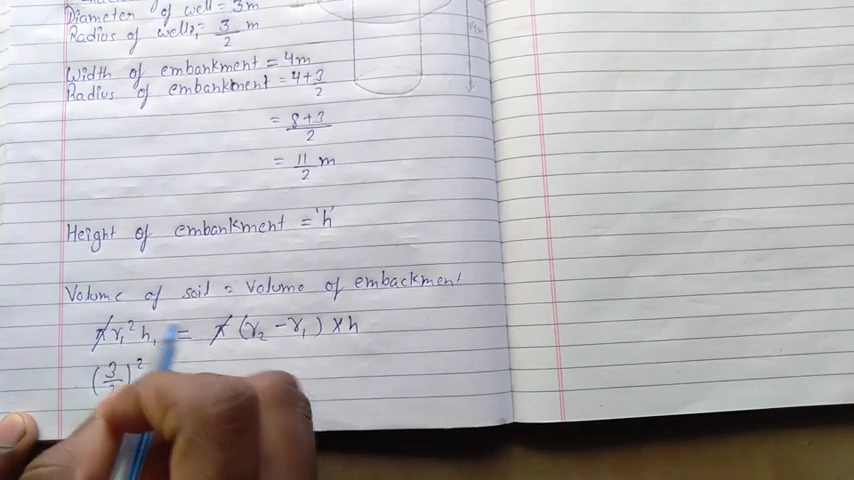 Diameter of well = 3m
Radius of well r₁ = 3/2 m
Width of embankment = 4m
Radius of embankment = 4+3/2
= 8+3/2
= 11/2 m
Height of embankment = 'h'
Volume of soil = Volume of embackment
πr₁²h₁ = π(r₂-r₁)×h
(3/2)²